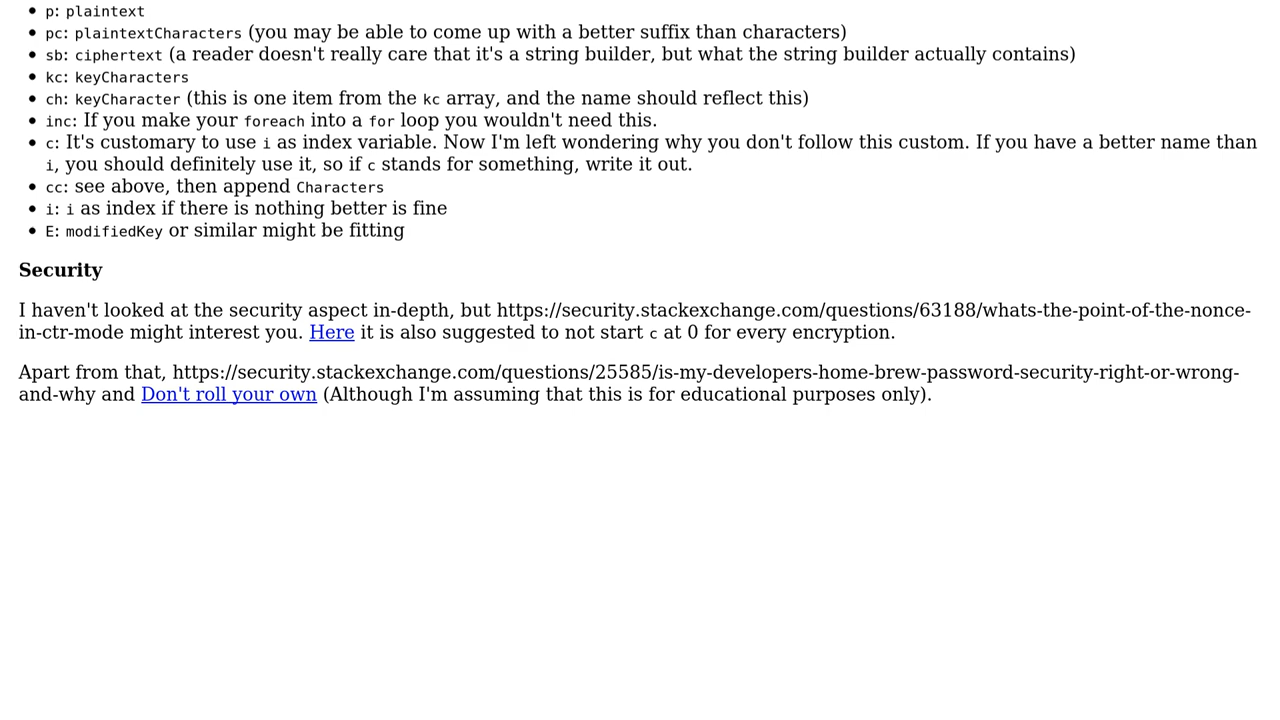 • p: plaintext
• pc: plaintextCharacters (you may be able to come up with a better suffix than characters)
• sb: ciphertext (a reader doesn't really care that it's a string builder, but what the string builder actually contains)
• kc: keyCharacters
• ch: keyCharacter (this is one item from the kc array, and the name should reflect this)
• inc: If you make your foreach into a for loop you wouldn't need this.
• c: It's customary to use i as index variable. Now I'm left wondering why you don't follow this custom. If you have a better name than
i, you should definitely use it, so if c stands for something, write it out.
• cc: see above, then append Characters
• i: i as index if there is nothing better is fine
• E: modifiedKey or similar might be fitting
Security
I haven't looked at the security aspect in-depth, but https://security.stackexchange.com/questions/63188/whats-the-point-of-the-nonce-
in-ctr-mode might interest you. Here it is also suggested to not start c at 0 for every encryption.
Apart from that, https://security.stackexchange.com/questions/25585/is-my-developers-home-brew-password-security-right-or-wrong-
and-why and Don't roll your own (Although I'm assuming that this is for educational purposes only).